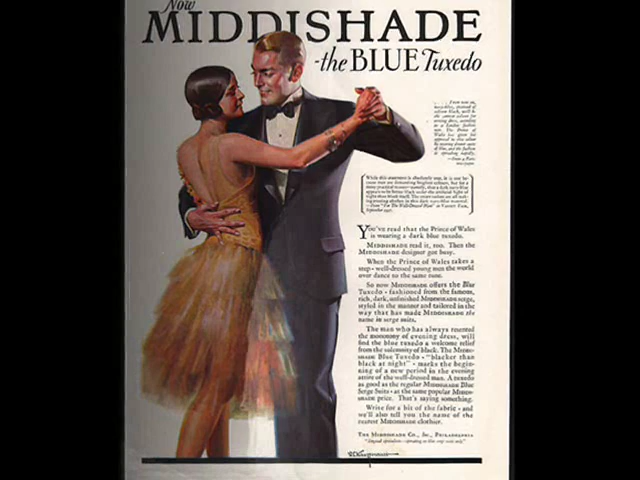 Now
MIDDISHADE
-the BLUE Tuxedo
You've read that the Prince of Wales
is wearing a dark blue tuxedo.
MIDDISHADE read it, too. Then the
MIDDISHADE designer got busy.
When the Prince of Wales takes a
step - well-dressed young men the world
over dance to the same tune.
So now MIDDISHADE offers the Blue
Tuxedo - fashioned from the famous,
rich, dark, unfinished MIDDISHADE serge,
styled in the manner and tailored in the
way that has made MIDDISHADE the
name in serge suits.
The man who has always resented
the monotony of evening dress, will
find the blue tuxedo a welcome relief
from the solemnity of black. The MIDDI-
SHADE Blue Tuxedo - "blacker than
black at night" - marks the begin-
ning of a new period in the evening
attire of the well-dressed man. A tuxedo
as good as the regular MIDDISHADE Blue
Serge Suits - at the same popular MIDDI-
SHADE price. That's saying something.
Write for a bit of the fabric - and
we'll also tell you the name of the
nearest MIDDISHADE clothier.
THE MIDDISHADE CO., Inc., PHILADELPHIA